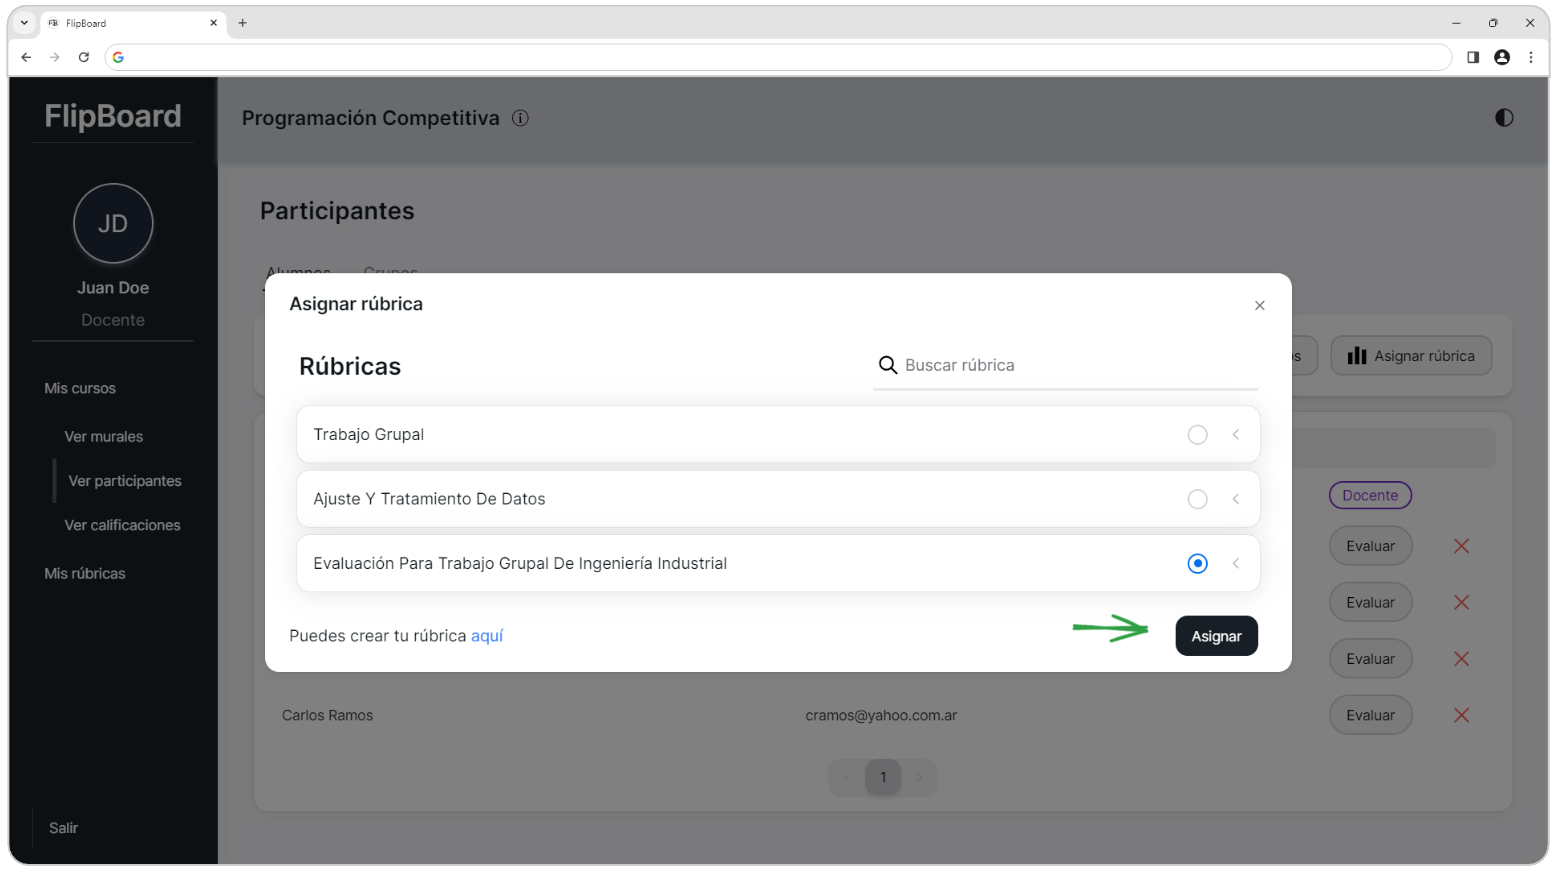 FB FlipBoard
FlipBoard
Programación Competitiva
JD
Juan Doe
Docente
Mis cursos
Ver murales
Ver participantes
Ver calificaciones
Mis rúbricas
Salir
Participantes
Alumnos Grupos
Asignar rúbrica
Asignar rúbrica
Rúbricas
Buscar rúbrica
Trabajo Grupal
Ajuste Y Tratamiento De Datos
Evaluación Para Trabajo Grupal De Ingeniería Industrial
Puedes crear tu rúbrica aquí
Asignar
Docente
Evaluar
Evaluar
Evaluar
Carlos Ramos cramos@yahoo.com.ar Evaluar
1